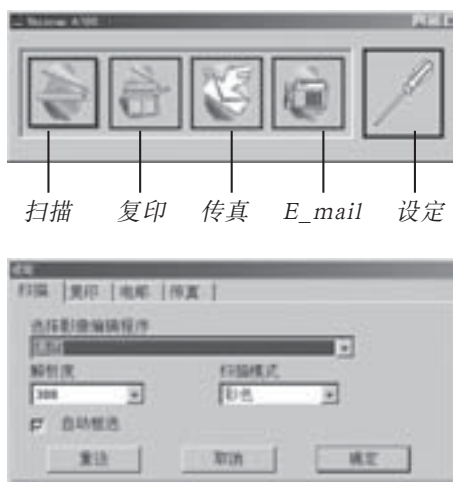 扫描 复印 传真 E_mail 设定
扫描 复印 电邮 传真
选择影像编辑程序
解析度 扫描模式
300 彩色
自动框选
重设 取消 确定